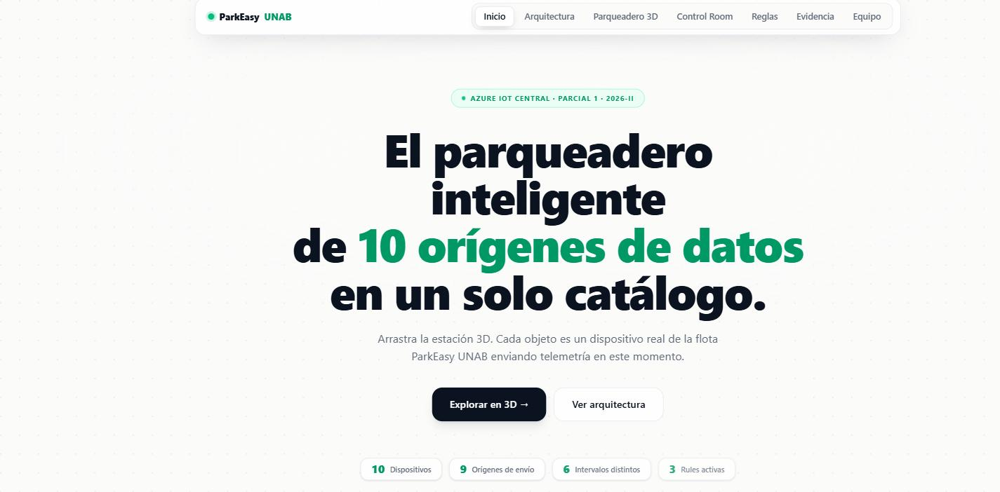 ParkEasy UNAB
Inicio Arquitectura Parqueadero 3D Control Room Reglas Evidencia Equipo
AZURE IOT CENTRAL · PARCIAL 1 · 2026-II
El parqueadero
inteligente
de 10 orígenes de datos
en un solo catálogo.
Arrastra la estación 3D. Cada objeto es un dispositivo real de la flota
ParkEasy UNAB enviando telemetría en este momento.
Explorar en 3D → Ver arquitectura
10 Dispositivos 9 Orígenes de envío 6 Intervalos distintos 3 Rules activas